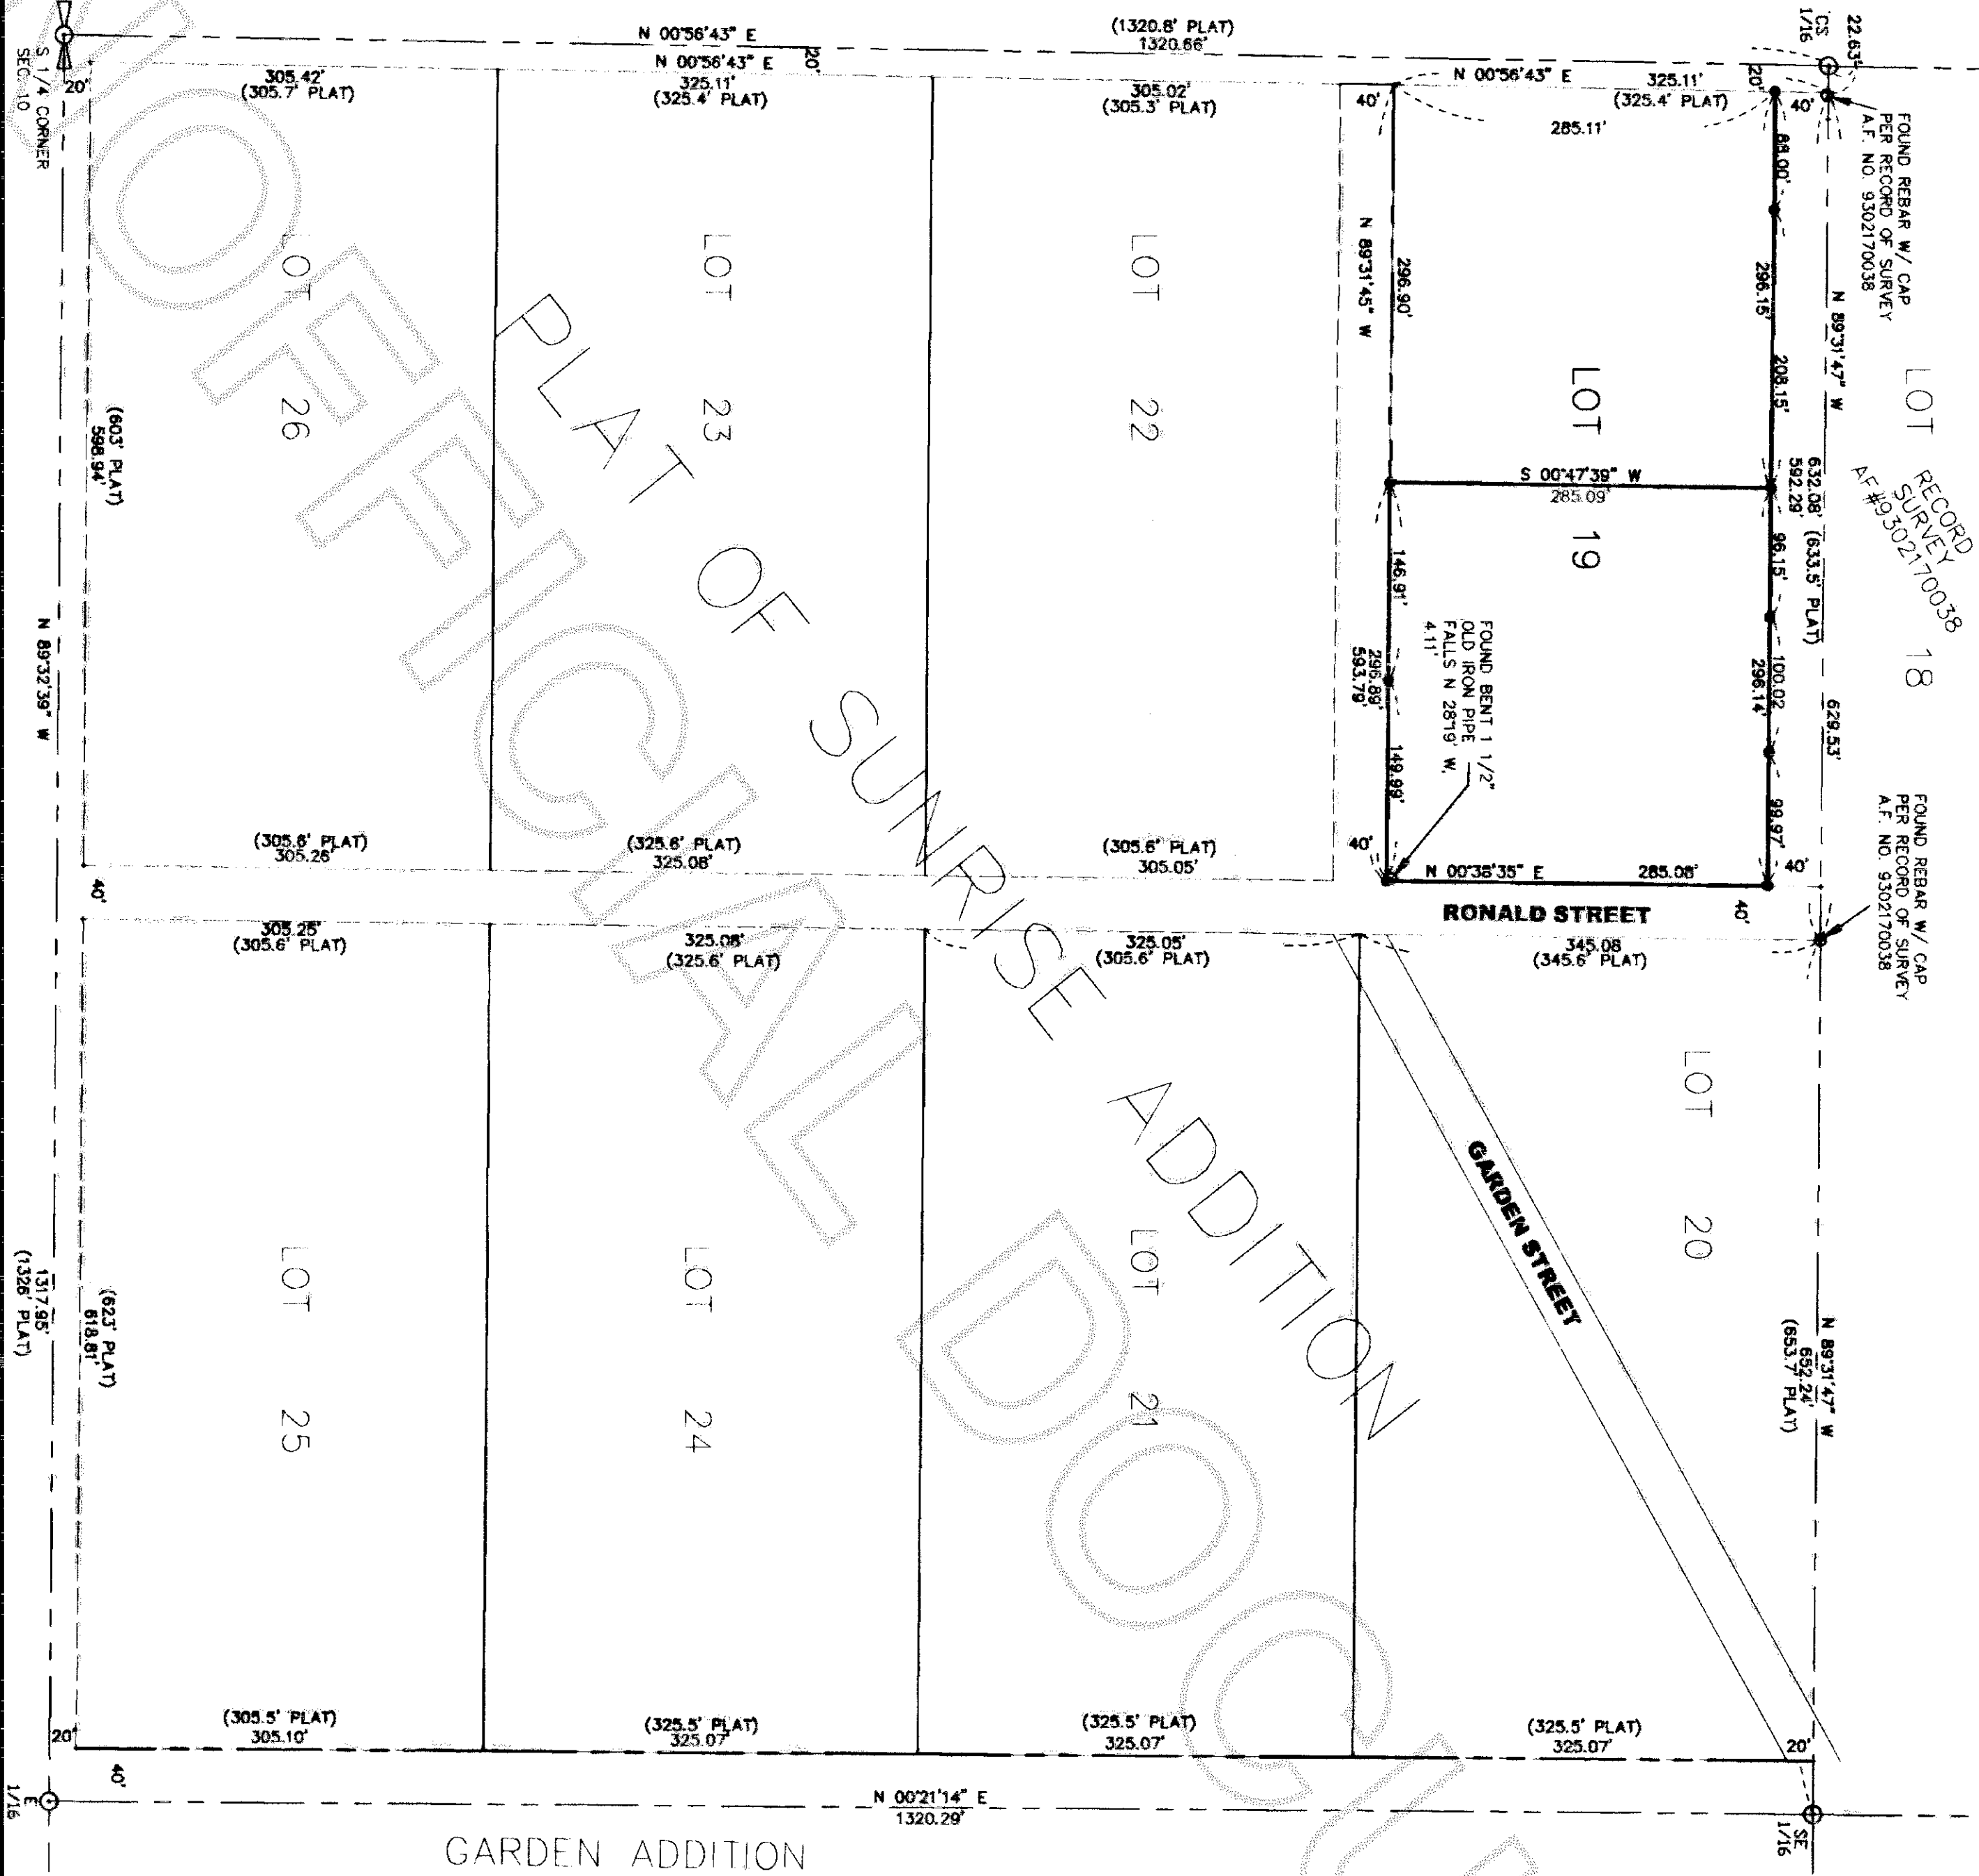 N 00°56'43" E
(1320.8' PLAT)
1320.66'
N 00°56'43" E
20'
305.42'
(305.7' PLAT)
325.11'
(325.4' PLAT)
305.02'
(305.3' PLAT)
40'
N 00°56'43" E
325.11'
(325.4' PLAT)
285.11'
20'
40'
20'
S 1/4 CORNER
SEC. 10
22.63'
CS
1/16
FOUND REBAR W/ CAP
PER RECORD OF SURVEY
A.F. NO. 9302170038
88.00'
296.15'
208.15'
N 89°31'47" W
632.08' (633.5' PLAT)
592.29'
96.15'
100.02'
296.14'
99.97'
40'
629.53'
LOT 18
RECORD
SURVEY
AF#9302170038
FOUND REBAR W/ CAP
PER RECORD OF SURVEY
A.F. NO. 9302170038
LOT 26
LOT 23
LOT 22
LOT 19
N 89°31'45" W
296.90'
S 00°47'39" W
285.09'
146.91'
296.89'
593.79'
149.99'
40'
FOUND BENT 1 1/2"
OLD IRON PIPE
FALLS N 28°19' W,
4.11'
N 00°38'35" E
285.08'
40'
RONALD STREET
(603' PLAT)
598.94'
N 89°32'39" W
PLAT OF SUNRISE ADDITION
(305.6' PLAT)
305.26'
(325.6' PLAT)
325.08'
(305.6' PLAT)
305.05'
40'
305.25'
(305.6' PLAT)
325.08'
(325.6' PLAT)
325.05'
(305.6' PLAT)
345.08
(345.6' PLAT)
LOT 25
LOT 24
LOT 21
LOT 20
GARDEN STREET
N 89°31'47" W
652.24'
(653.7' PLAT)
(623' PLAT)
618.81'
1317.95'
(1326' PLAT)
(305.5' PLAT)
305.10'
(325.5' PLAT)
325.07'
(325.5' PLAT)
325.07'
(325.5' PLAT)
325.07'
20'
20'
40'
E
1/16
N 00°21'14" E
1320.29'
SE
1/16
GARDEN ADDITION
OFFICIAL DOCU